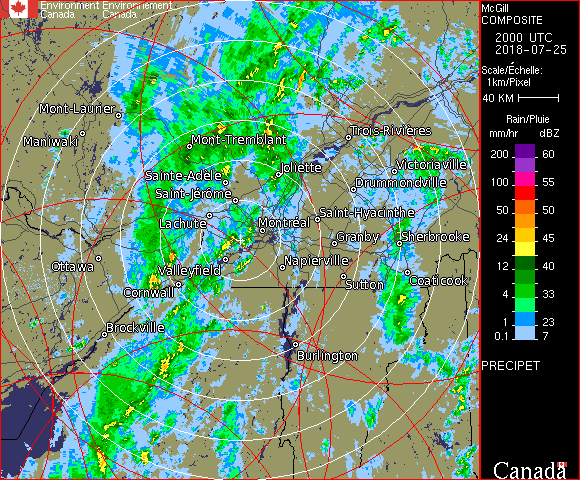 Environment Environnement
Canada Canada
McGill
COMPOSITE
2000 UTC
2018-07-25
Scale/Échelle:
1km/Pixel
40 KM
Rain/Pluie
mm/hr dBZ
200 60
100 55
50 50
24 45
12 40
4 33
1 23
0.1 7
PRECIPET
Canada
Mont-Laurier
Maniwaki
Mont-Tremblant
Trois-Rivières
Victoriaville
Sainte-Adèle
Joliette
Drummondville
Saint-Jérôme
Saint-Hyacinthe
Lachute
Montréal
Granby
Sherbrooke
Ottawa
Valleyfield
Napierville
Cornwall
Sutton
Coaticook
Brockville
Burlington